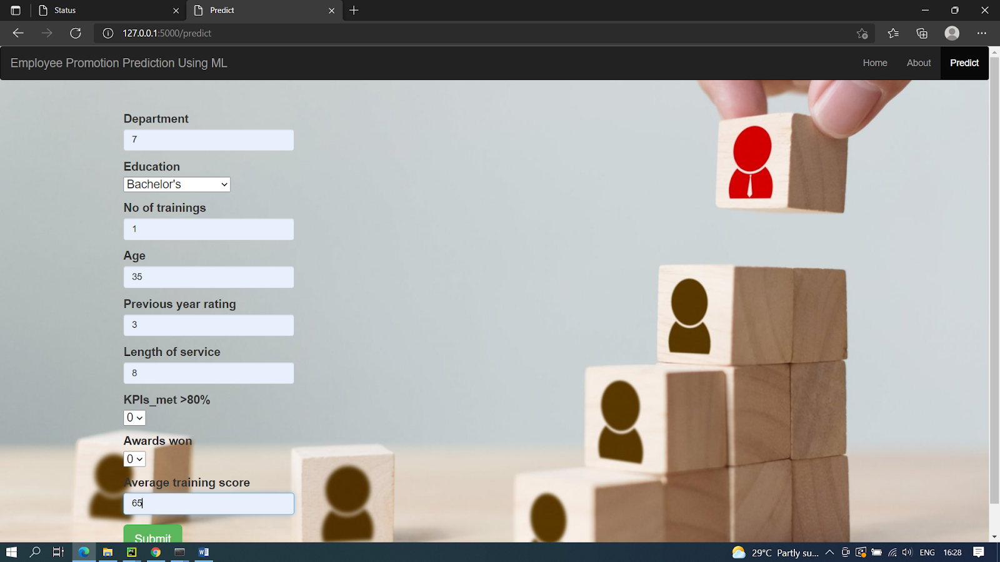 Status
Predict
127.0.0.1:5000/predict
Employee Promotion Prediction Using ML
Home
About
Predict
Department
7
Education
Bachelor's
No of trainings
1
Age
35
Previous year rating
3
Length of service
8
KPIs_met >80%
0
Awards won
0
Average training score
65
Submit
29°C Partly su...
ENG
16:28